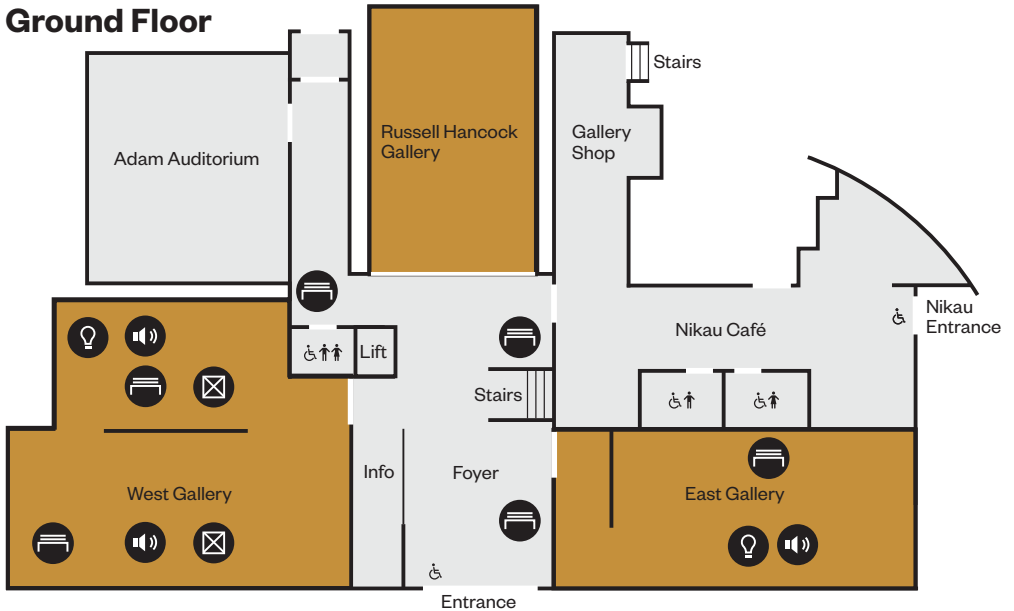 Ground Floor
Stairs
Russell Hancock
Gallery
Gallery
Shop
Adam Auditorium
Nikau
Entrance
Nikau Café
Lift
Stairs
Info
Foyer
West Gallery
East Gallery
Entrance